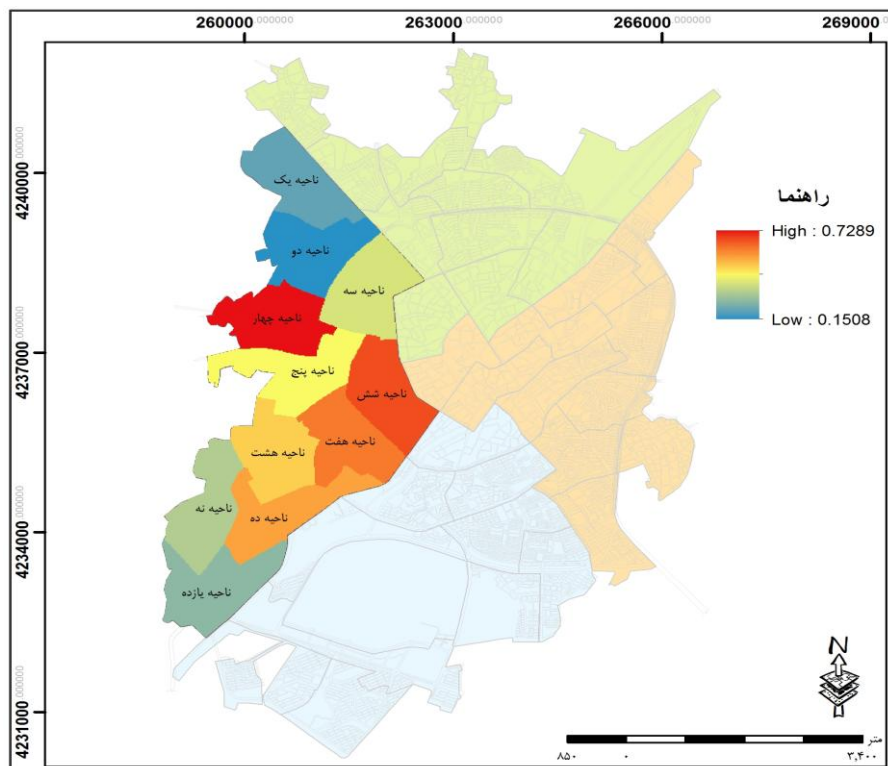 260000.000000 263000.000000 266000.000000 269000
4240000.000000
4237000.000000
4234000.000000
4231000.000000
راهنما
High : 0.7289
Low : 0.1508
ناحیه یک
ناحیه دو
ناحیه سه
ناحیه چهار
ناحیه پنج
ناحیه شش
ناحیه هفت
ناحیه هشت
ناحیه نه
ناحیه ده
ناحیه یازده
N
متر
۸۵۰ ۰ ۳,۴۰۰